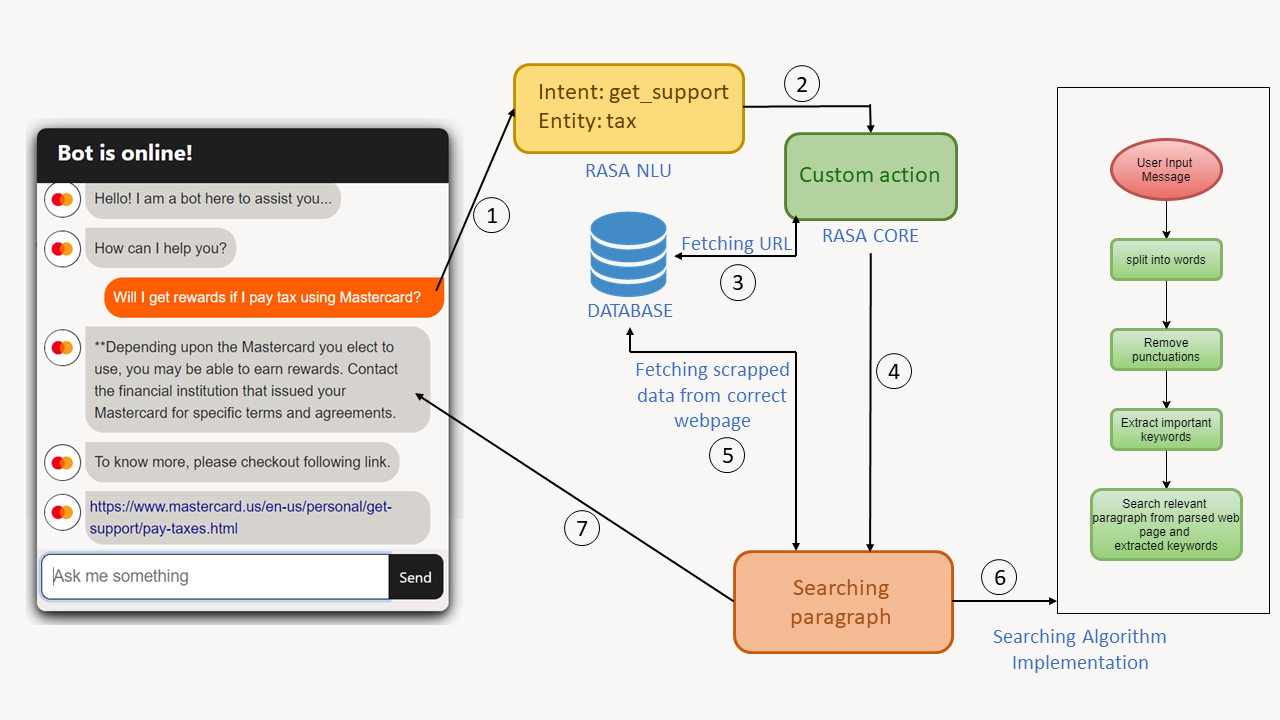 Bot is online!
Hello! I am a bot here to assist you...
How can I help you?
Will I get rewards if I pay tax using Mastercard?
**Depending upon the Mastercard you elect to
use, you may be able to earn rewards. Contact
the financial institution that issued your
Mastercard for specific terms and agreements.
To know more, please checkout following link.
https://www.mastercard.us/en-us/personal/get-
support/pay-taxes.html
Ask me something
Send
1
Intent: get_support
Entity: tax
RASA NLU
2
Custom action
RASA CORE
Fetching URL
3
DATABASE
4
Fetching scrapped
data from correct
webpage
5
Searching
paragraph
6
7
User Input
Message
split into words
Remove
punctuations
Extract important
keywords
Search relevant
paragraph from parsed web
page and
extracted keywords
Searching Algorithm
Implementation